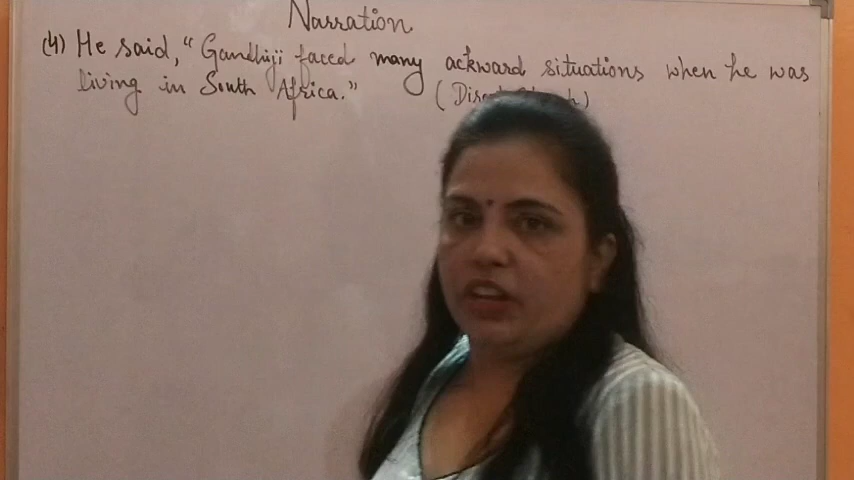 Narration
(4) He said, "Gandhiji faced many ackward situations when he was
living in South Africa."